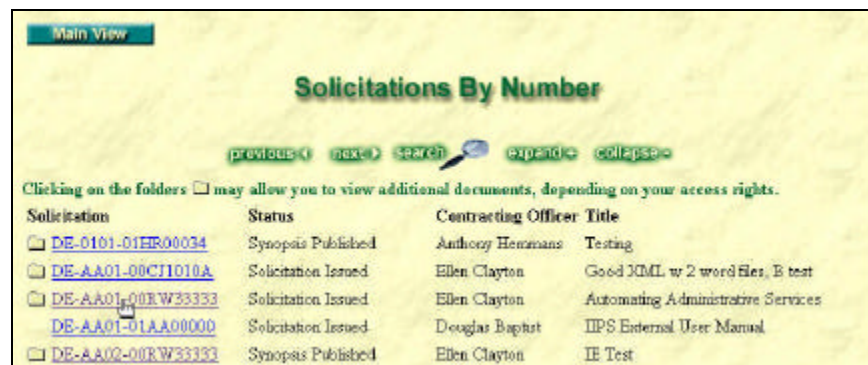 Main View
Solicitations By Number
previous next search expand + collapse -
Clicking on the folders may allow you to view additional documents, depending on your access rights.
Solicitation Status Contracting Officer Title
DE-0101-01HR00034 Synopsis Published Anthony Hemmans Testing
DE-AA01-00CJ1010A Solicitation Issued Ellen Clayton Good XML w 2 word files, B test
DE-AA01-00RW33333 Solicitation Issued Ellen Clayton Automating Administrative Services
DE-AA01-01AA00000 Solicitation Issued Douglas Baptist IIPS External User Manual
DE-AA02-00RW33333 Synopsis Published Ellen Clayton IE Test